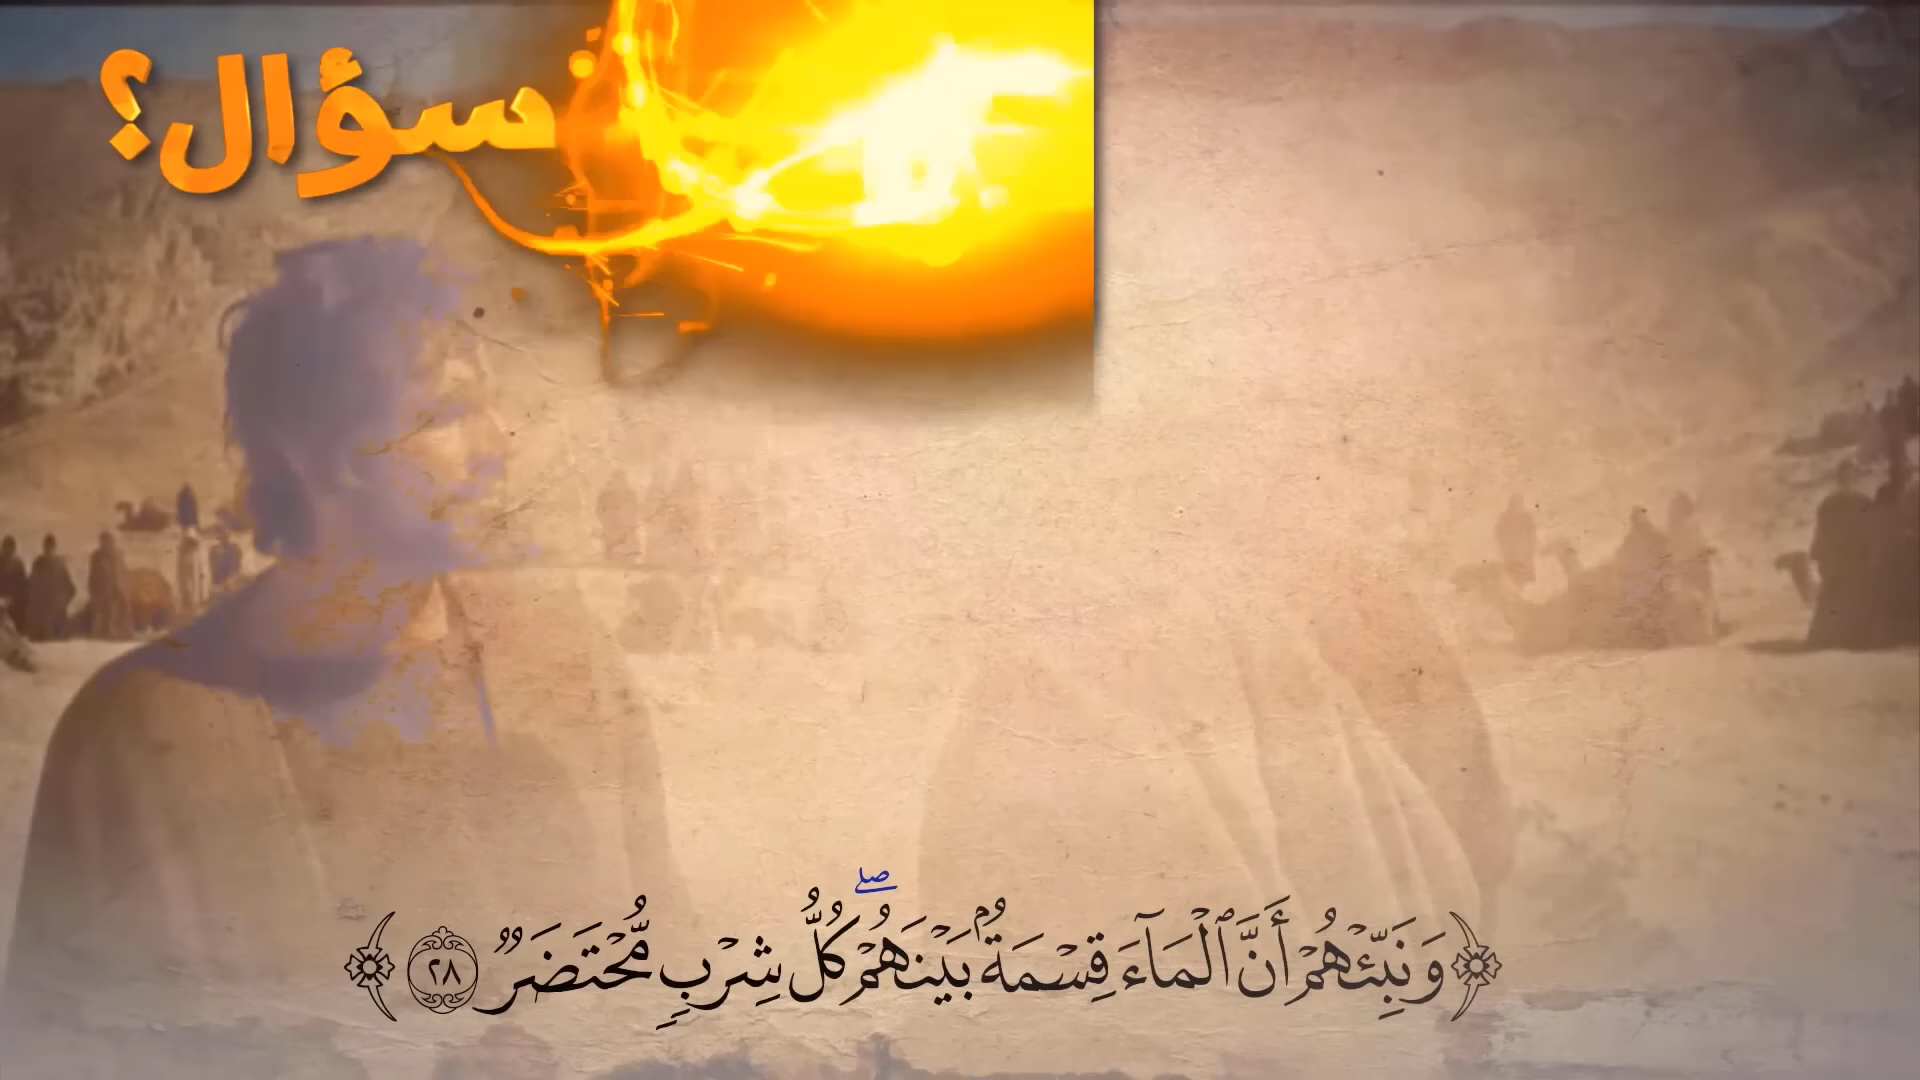 سؤال؟
﴿وَنَبِّئْهُمْ أَنَّ ٱلْمَآءَ قِسْمَةُۢ بَيْنَهُمْ ۖ كُلُّ شِرْبٍ مُّحْتَضَرٌ ٢٨﴾